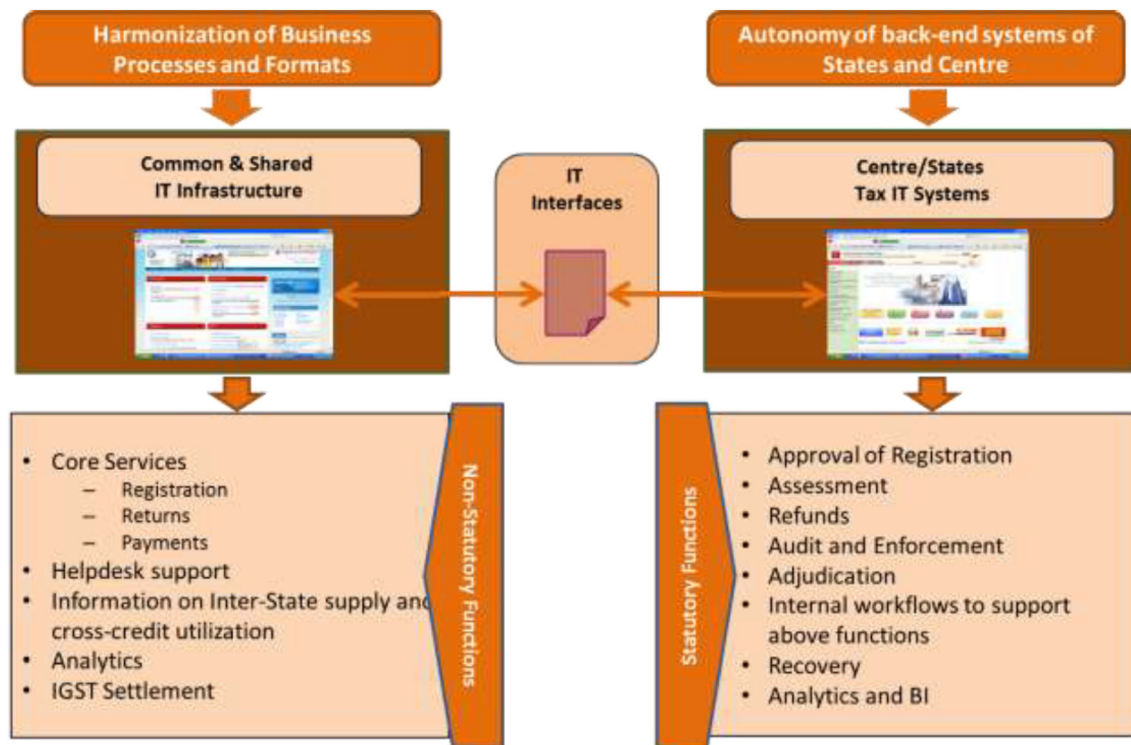 Harmonization of Business
Processes and Formats
Autonomy of back-end systems of
States and Centre
Common & Shared
IT Infrastructure
IT
Interfaces
Centre/States
Tax IT Systems
• Core Services
– Registration
– Returns
– Payments
• Helpdesk support
• Information on Inter-State supply and
cross-credit utilization
• Analytics
• IGST Settlement
Non-Statutory Functions
Statutory Functions
• Approval of Registration
• Assessment
• Refunds
• Audit and Enforcement
• Adjudication
• Internal workflows to support
above functions
• Recovery
• Analytics and BI